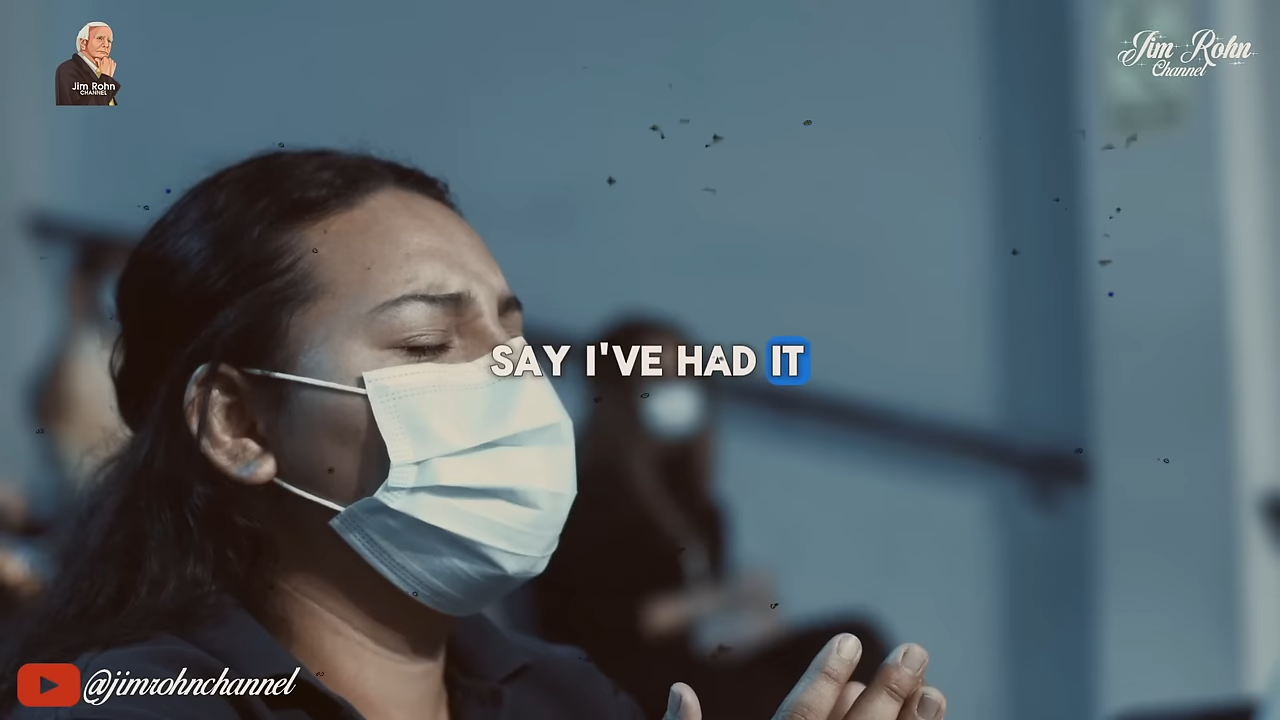 Jim Rohn
CHANNEL
Jim Rohn
Channel
SAY I'VE HAD IT
@jimrohnchannel